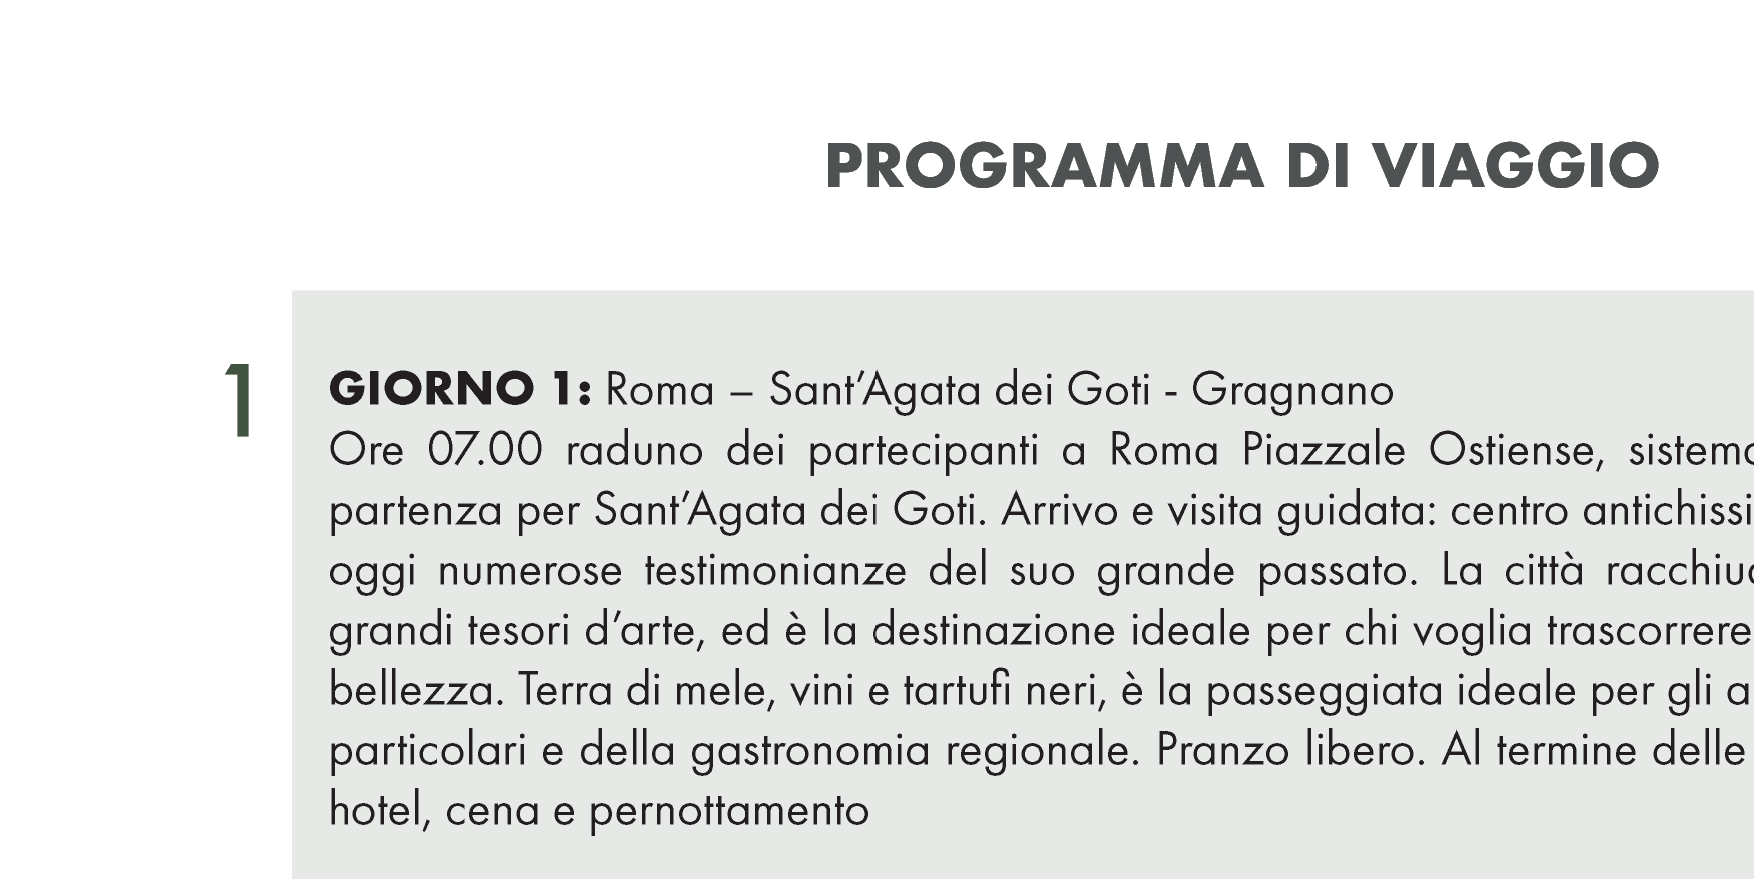 PROGRAMMA DI VIAGGIO
1
GIORNO 1: Roma – Sant’Agata dei Goti - Gragnano
Ore 07.00 raduno dei partecipanti a Roma Piazzale Ostiense,
partenza per Sant’Agata dei Goti. Arrivo e visita guidata: centro
oggi numerose testimonianze del suo grande passato. La città
grandi tesori d’arte, ed è la destinazione ideale per chi voglia trascorrere
bellezza. Terra di mele, vini e tartufi neri, è la passeggiata ideale per gli
particolari e della gastronomia regionale. Pranzo libero. Al termine delle
hotel, cena e pernottamento